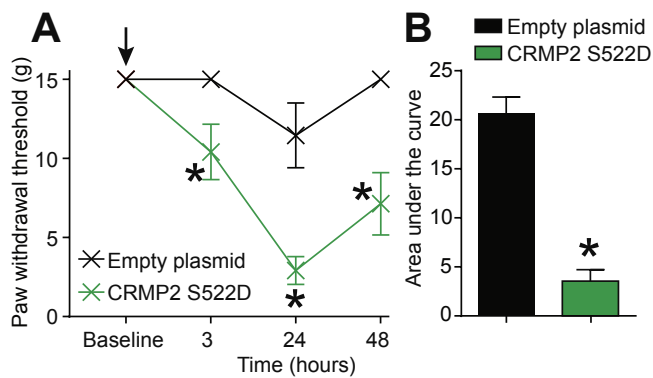 A
Paw withdrawal threshold (g)
15
10
5
0
*
*
*
Empty plasmid
CRMP2 S522D
Baseline
3
24
48
Time (hours)
B
Empty plasmid
CRMP2 S522D
Area under the curve
25
20
15
10
5
0
*